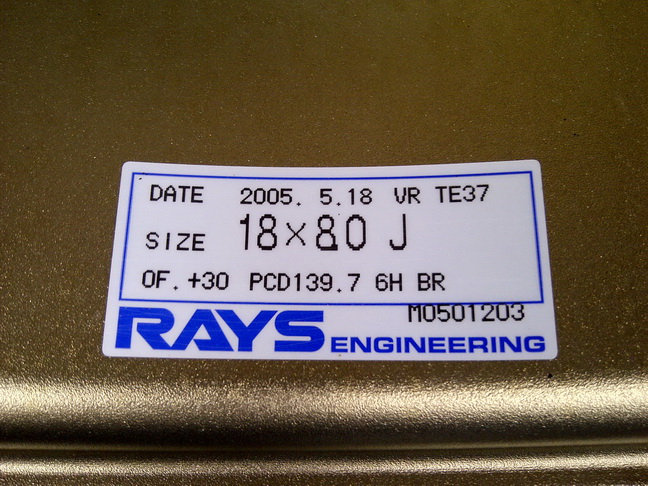 DATE 2005. 5.18 VR TE37
SIZE 18×8.0 J
OF. +30 PCD139.7 6H BR
M0501203
RAYS ENGINEERING